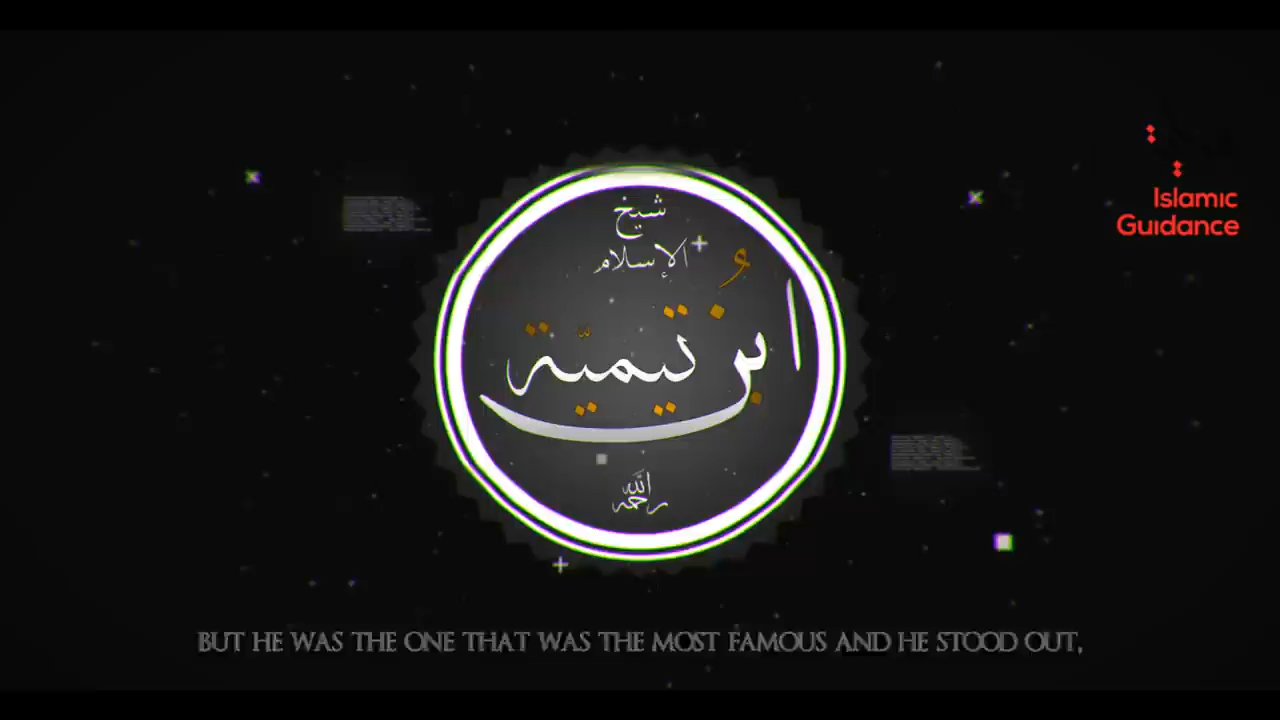 شيخ
الإسلام
ابنُ تيميّة
رحمه الله
Islamic
Guidance
BUT HE WAS THE ONE THAT WAS THE MOST FAMOUS AND HE STOOD OUT,